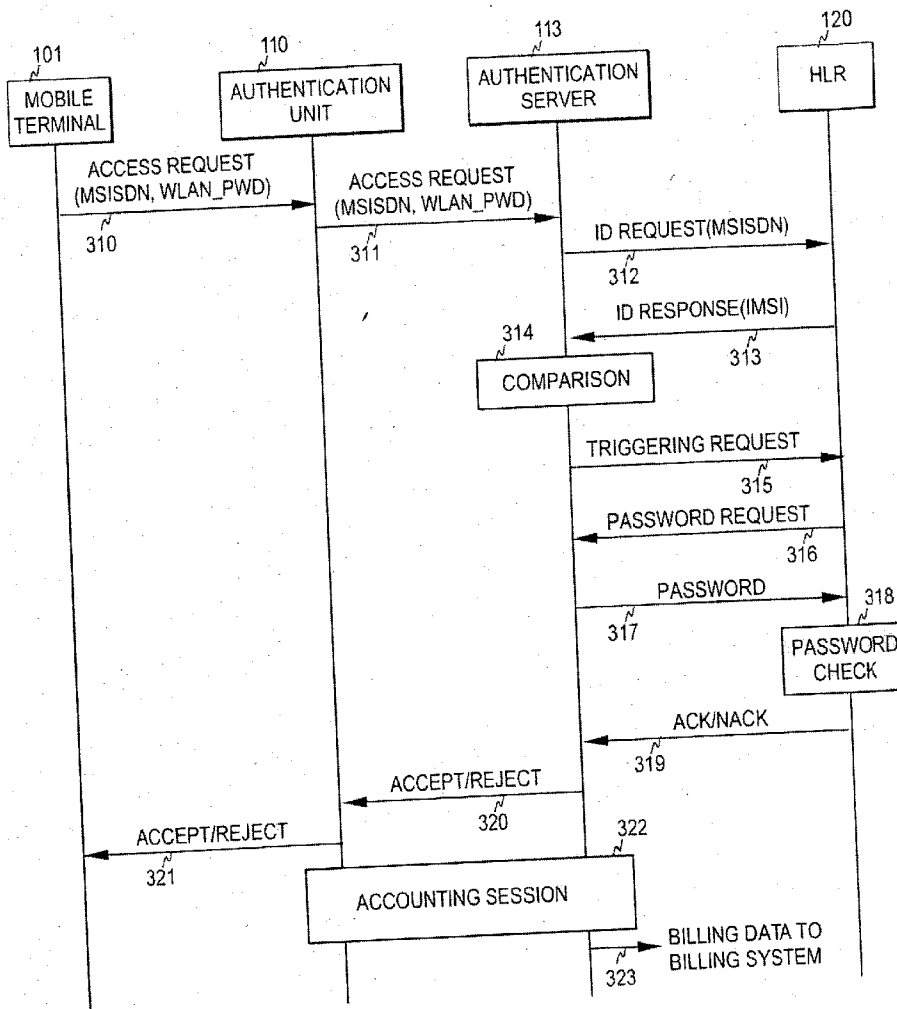 101
110
113
120
MOBILE
TERMINAL
AUTHENTICATION
UNIT
AUTHENTICATION
SERVER
HLR
ACCESS REQUEST
(MSISDN, WLAN_PWD)
310
ACCESS REQUEST
(MSISDN, WLAN_PWD)
311
ID REQUEST(MSISDN)
312
ID RESPONSE(IMSI)
313
314
COMPARISON
TRIGGERING REQUEST
315
PASSWORD REQUEST
316
PASSWORD
317
318
PASSWORD
CHECK
ACK/NACK
319
ACCEPT/REJECT
320
ACCEPT/REJECT
321
322
ACCOUNTING SESSION
BILLING DATA TO
BILLING SYSTEM
323